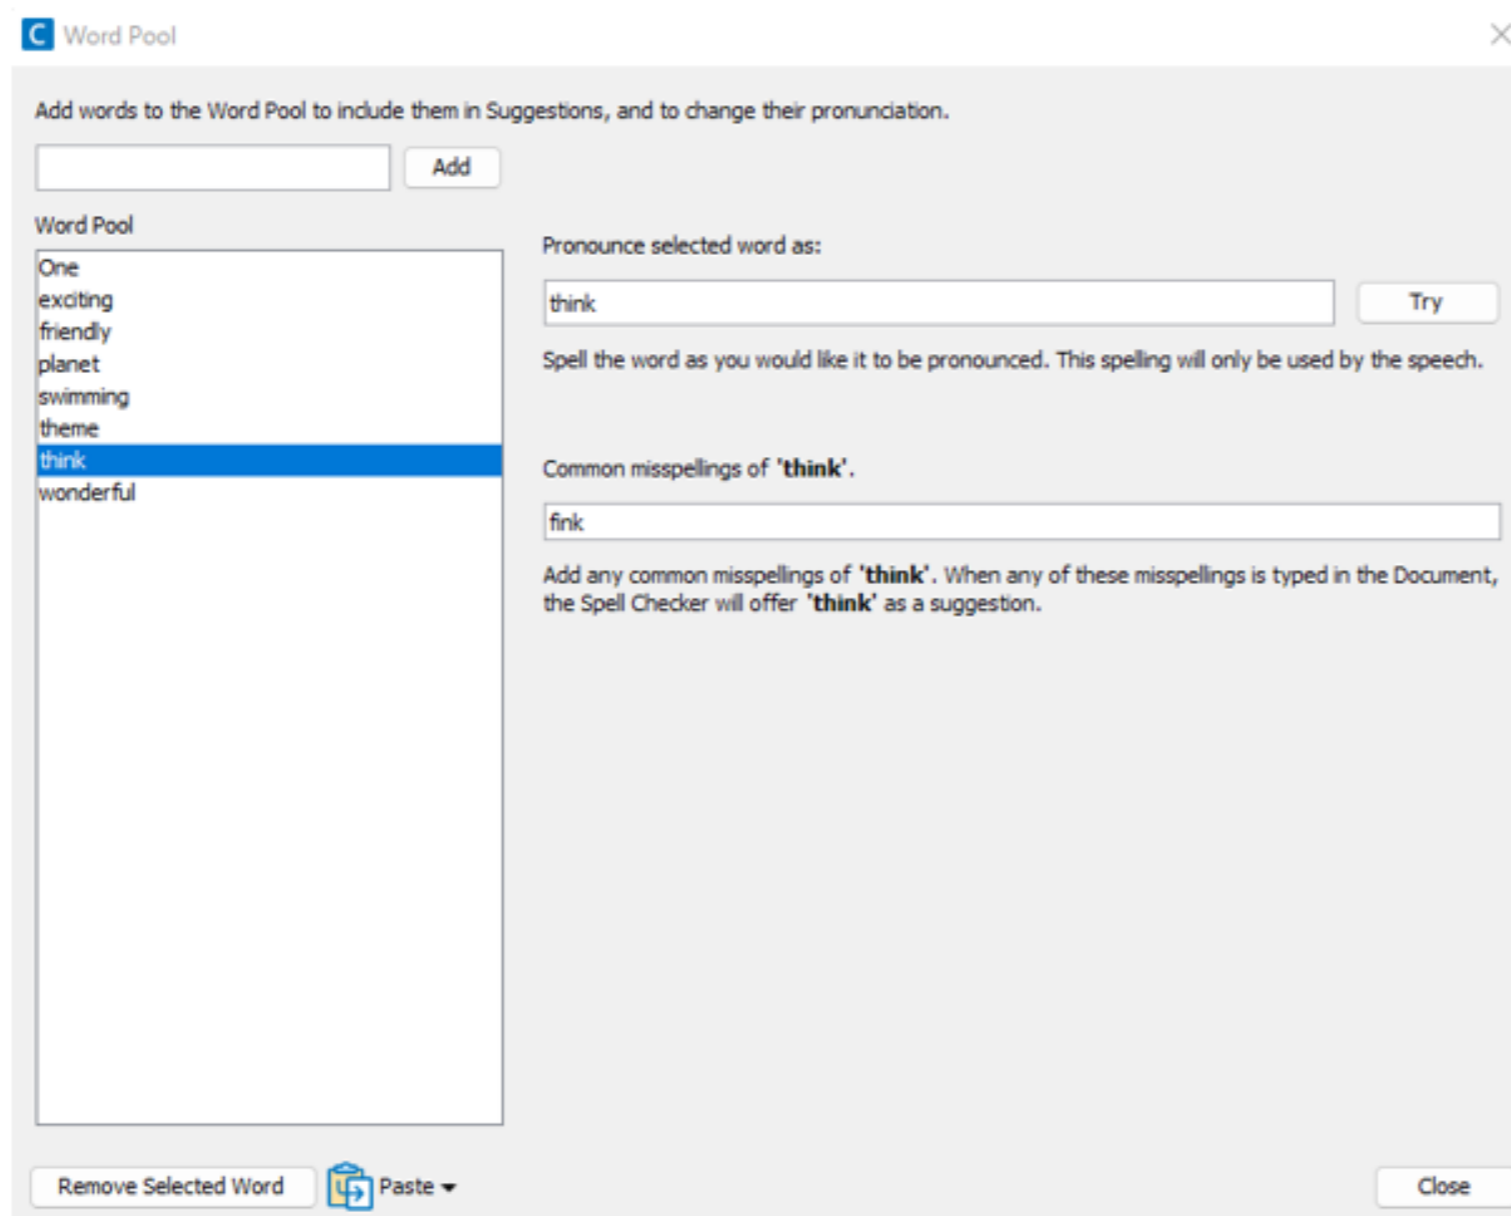 C Word Pool
Add words to the Word Pool to include them in Suggestions, and to change their pronunciation.
Add
Word Pool
One
exciting
friendly
planet
swimming
theme
think
wonderful
Pronounce selected word as:
think
Try
Spell the word as you would like it to be pronounced. This spelling will only be used by the speech.
Common misspellings of 'think'.
fink
Add any common misspellings of 'think'. When any of these misspellings is typed in the Document,
the Spell Checker will offer 'think' as a suggestion.
Remove Selected Word
Paste
Close